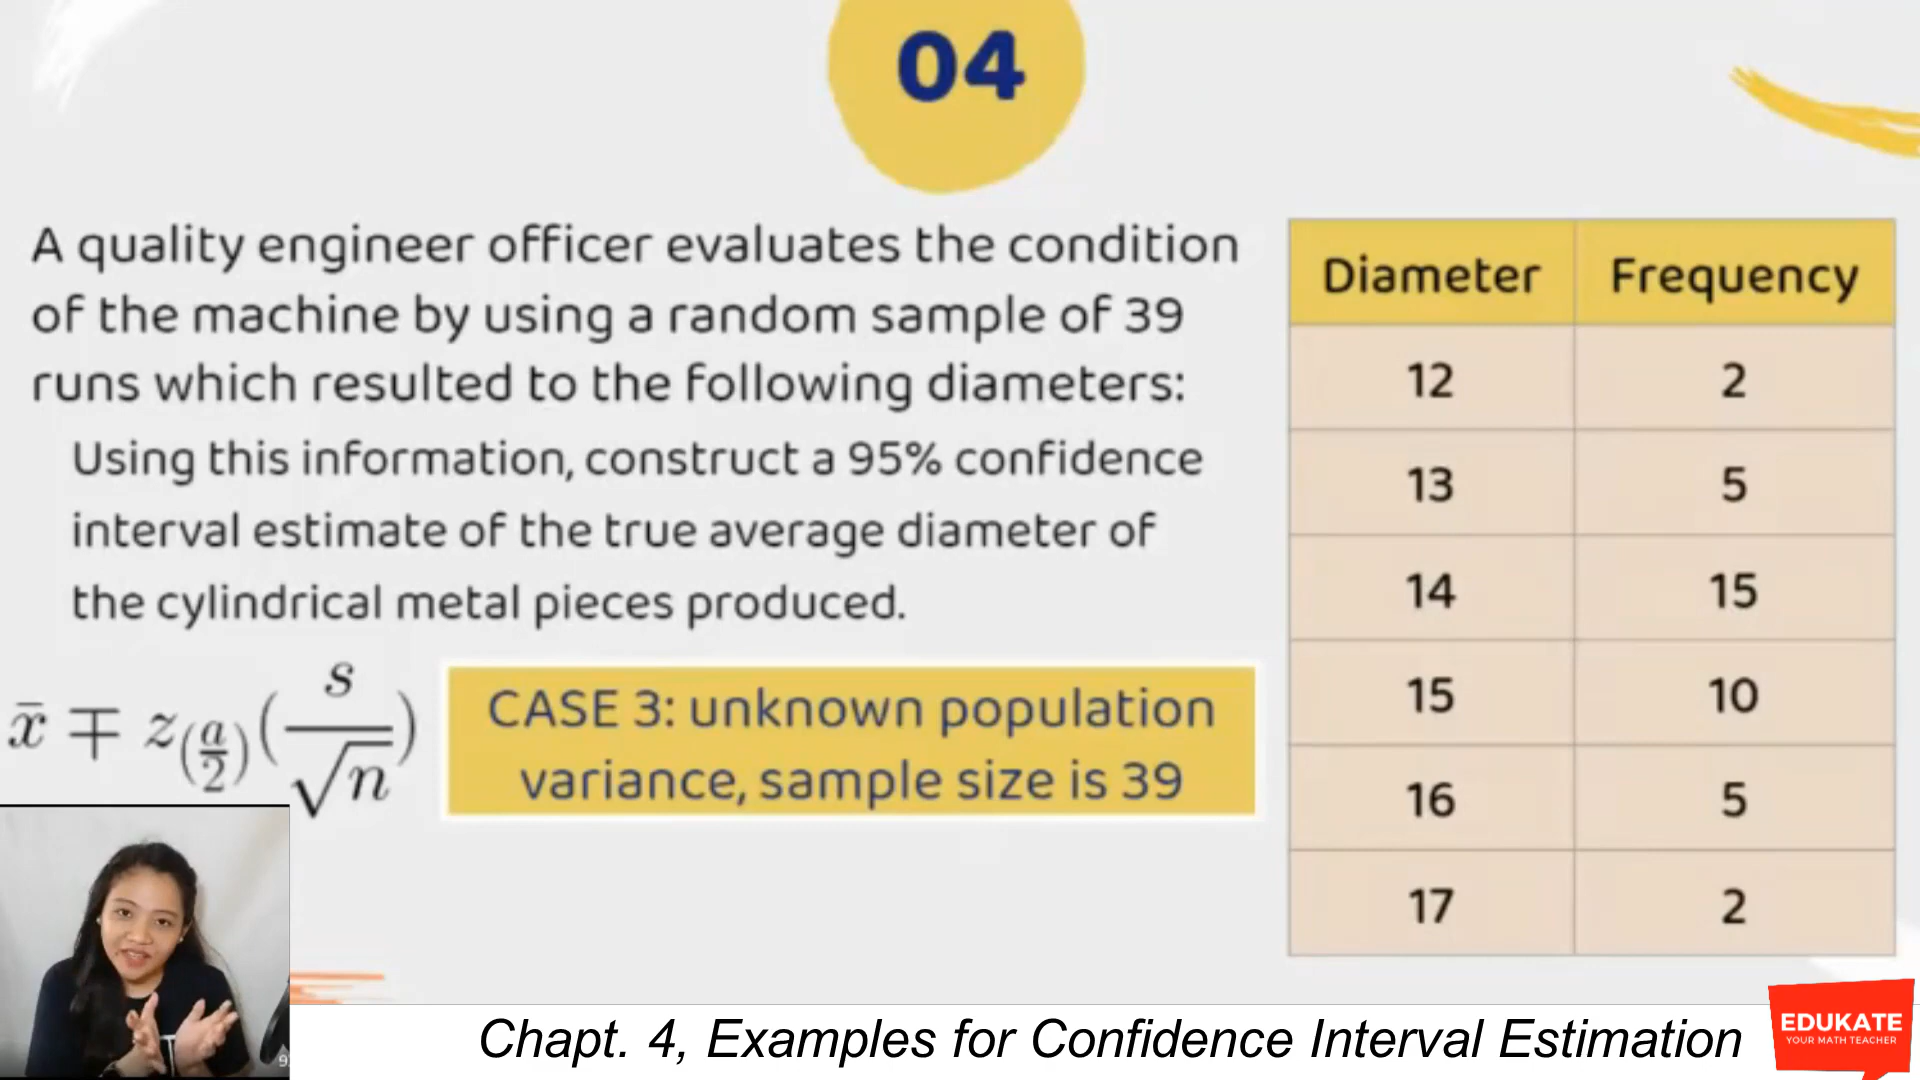 04
A quality engineer officer evaluates the condition
of the machine by using a random sample of 39
runs which resulted to the following diameters:
Using this information, construct a 95% confidence
interval estimate of the true average diameter of
the cylindrical metal pieces produced.
x̄ ∓ z_(a/2) (s/√n)
CASE 3: unknown population
variance, sample size is 39
Diameter Frequency
12 2
13 5
14 15
15 10
16 5
17 2
Chapt. 4, Examples for Confidence Interval Estimation
EDUKATE
YOUR MATH TEACHER